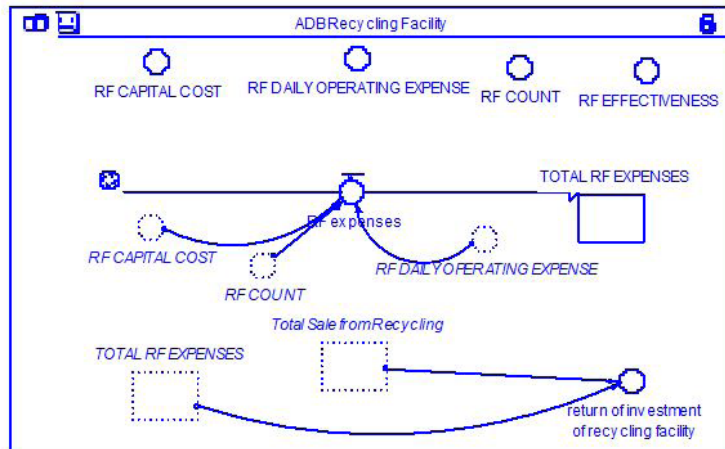 ADB Recycling Facility
RF CAPITAL COST
RF DAILY OPERATING EXPENSE
RF COUNT
RF EFFECTIVENESS
TOTAL RF EXPENSES
RF expenses
RF CAPITAL COST
RF COUNT
RF DAILY OPERATING EXPENSE
Total Sale from Recycling
TOTAL RF EXPENSES
return of investment
of recycling facility